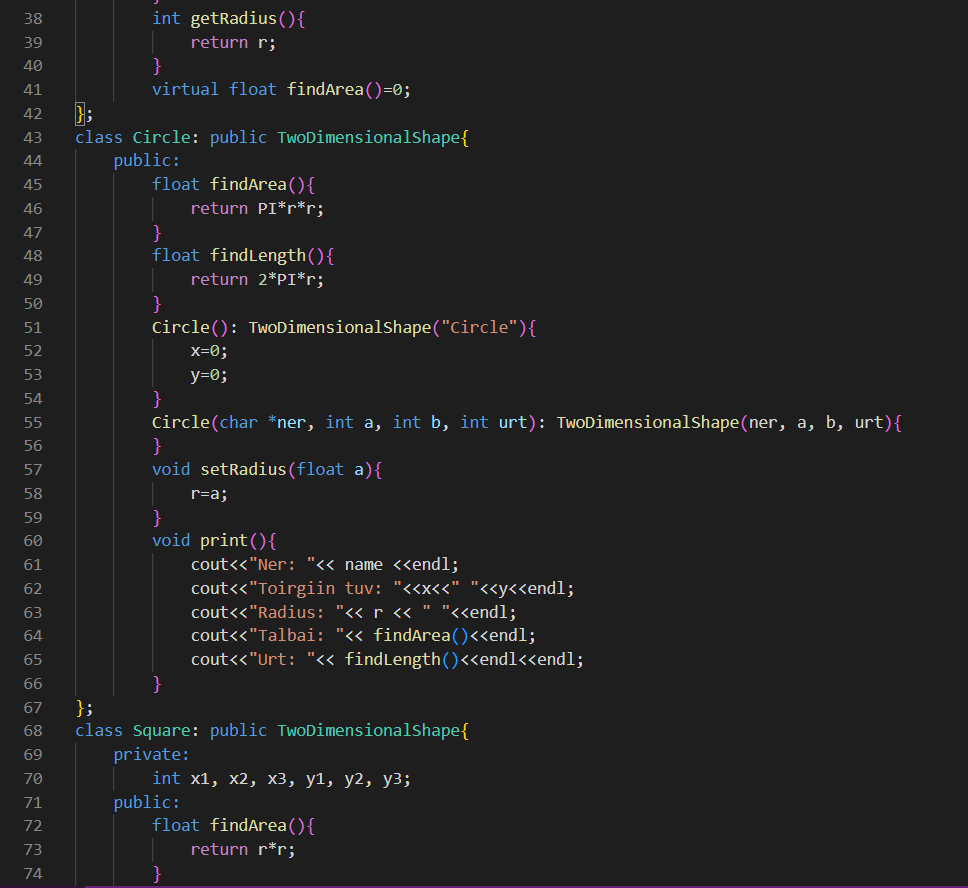 38 int getRadius(){
39 return r;
40 }
41 virtual float findArea()=0;
42 };
43 class Circle: public TwoDimensionalShape{
44 public:
45 float findArea(){
46 return PI*r*r;
47 }
48 float findLength(){
49 return 2*PI*r;
50 }
51 Circle(): TwoDimensionalShape("Circle"){
52 x=0;
53 y=0;
54 }
55 Circle(char *ner, int a, int b, int urt): TwoDimensionalShape(ner, a, b, urt){
56 }
57 void setRadius(float a){
58 r=a;
59 }
60 void print(){
61 cout<<"Ner: "<< name <<endl;
62 cout<<"Toirgiin tuv: "<<x<<" "<<y<<endl;
63 cout<<"Radius: "<< r << " "<<endl;
64 cout<<"Talbai: "<< findArea()<<endl;
65 cout<<"Urt: "<< findLength()<<endl<<endl;
66 }
67 };
68 class Square: public TwoDimensionalShape{
69 private:
70 int x1, x2, x3, y1, y2, y3;
71 public:
72 float findArea(){
73 return r*r;
74 }